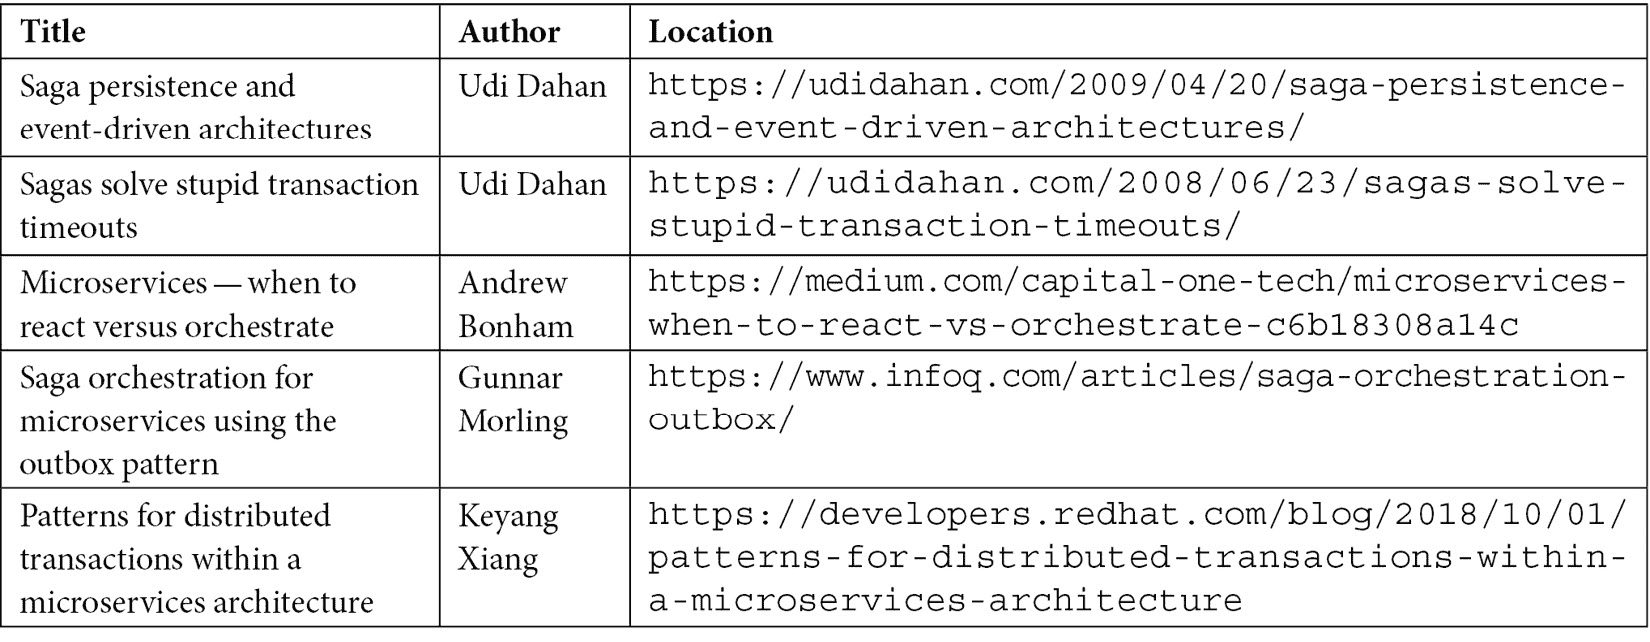 Title Author Location
Saga persistence and
event-driven architectures
Udi Dahan
https://udidahan.com/2009/04/20/saga-persistence-
and-event-driven-architectures/
Sagas solve stupid transaction
timeouts
Udi Dahan
https://udidahan.com/2008/06/23/sagas-solve-
stupid-transaction-timeouts/
Microservices — when to
react versus orchestrate
Andrew
Bonham
https://medium.com/capital-one-tech/microservices-
when-to-react-vs-orchestrate-c6b18308a14c
Saga orchestration for
microservices using the
outbox pattern
Gunnar
Morling
https://www.infoq.com/articles/saga-orchestration-
outbox/
Patterns for distributed
transactions within a
microservices architecture
Keyang
Xiang
https://developers.redhat.com/blog/2018/10/01/
patterns-for-distributed-transactions-within-
a-microservices-architecture